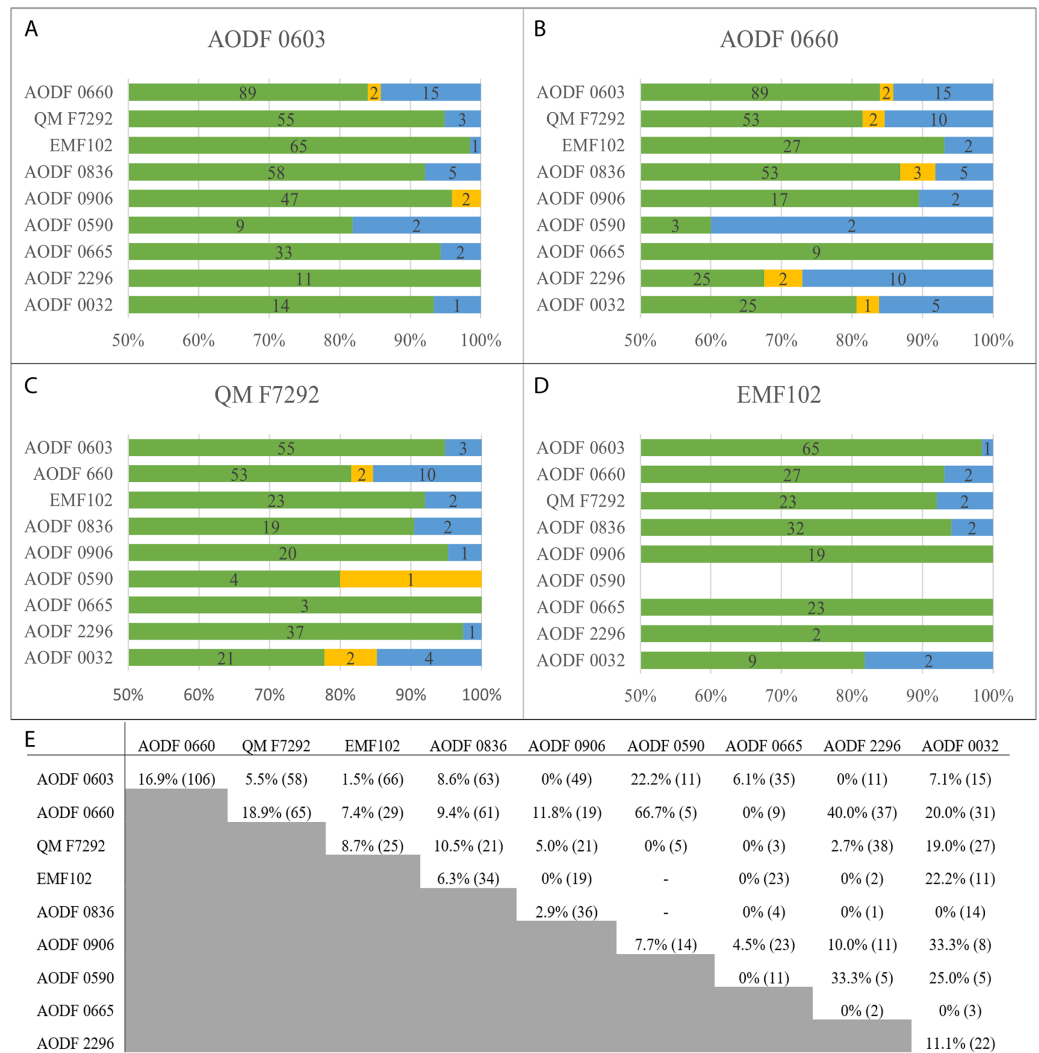 A
AODF 0603
AODF 0660 89 2 15
QM F7292 55 3
EMF102 65 1
AODF 0836 58 5
AODF 0906 47 2
AODF 0590 9 2
AODF 0665 33 2
AODF 2296 11
AODF 0032 14 1
50% 60% 70% 80% 90% 100%
B
AODF 0660
AODF 0603 89 2 15
QM F7292 53 2 10
EMF102 27 2
AODF 0836 53 3 5
AODF 0906 17 2
AODF 0590 3 2
AODF 0665 9
AODF 2296 25 2 10
AODF 0032 25 1 5
50% 60% 70% 80% 90% 100%
C
QM F7292
AODF 0603 55 3
AODF 660 53 2 10
EMF102 23 2
AODF 0836 19 2
AODF 0906 20 1
AODF 0590 4 1
AODF 0665 3
AODF 2296 37 1
AODF 0032 21 2 4
50% 60% 70% 80% 90% 100%
D
EMF102
AODF 0603 65 1
AODF 0660 27 2
QM F7292 23 2
AODF 0836 32 2
AODF 0906 19
AODF 0590
AODF 0665 23
AODF 2296 2
AODF 0032 9 2
50% 60% 70% 80% 90% 100%
E
AODF 0660 QM F7292 EMF102 AODF 0836 AODF 0906 AODF 0590 AODF 0665 AODF 2296 AODF 0032
AODF 0603 16.9% (106) 5.5% (58) 1.5% (66) 8.6% (63) 0% (49) 22.2% (11) 6.1% (35) 0% (11) 7.1% (15)
AODF 0660 18.9% (65) 7.4% (29) 9.4% (61) 11.8% (19) 66.7% (5) 0% (9) 40.0% (37) 20.0% (31)
QM F7292 8.7% (25) 10.5% (21) 5.0% (21) 0% (5) 0% (3) 2.7% (38) 19.0% (27)
EMF102 6.3% (34) 0% (19) - 0% (23) 0% (2) 22.2% (11)
AODF 0836 2.9% (36) - 0% (4) 0% (1) 0% (14)
AODF 0906 7.7% (14) 4.5% (23) 10.0% (11) 33.3% (8)
AODF 0590 0% (11) 33.3% (5) 25.0% (5)
AODF 0665 0% (2) 0% (3)
AODF 2296 11.1% (22)